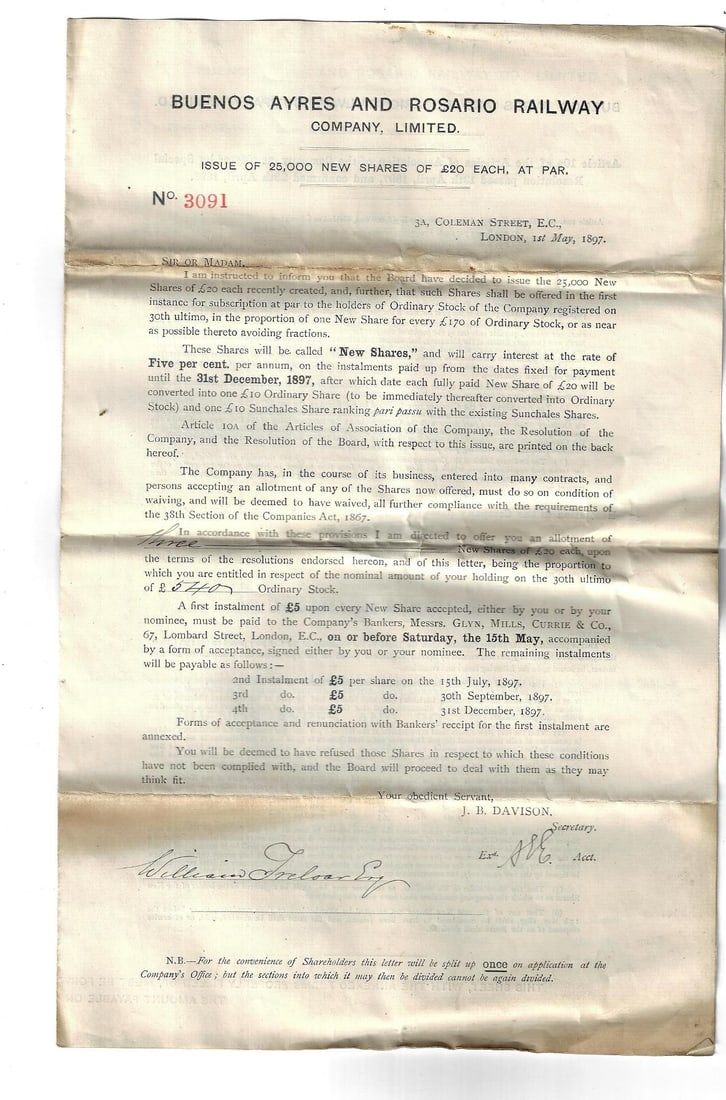 BUENOS AYRES AND ROSARIO RAILWAY
COMPANY, LIMITED.
ISSUE OF 25,000 NEW SHARES OF £20 EACH, AT PAR.
No. 3091
3A, COLEMAN STREET, E.C.,
LONDON, 1st May, 1897.
SIR OR MADAM,
I am instructed to inform you that the Board have decided to issue the 25,000 New
Shares of £20 each recently created, and, further, that such Shares shall be offered in the first
instance for subscription at par to the holders of Ordinary Stock of the Company registered on
30th ultimo, in the proportion of one New Share for every £170 of Ordinary Stock, or as near
as possible thereto avoiding fractions.
These Shares will be called "New Shares," and will carry interest at the rate of
Five per cent. per annum, on the instalments paid up from the dates fixed for payment
until the 31st December, 1897, after which date each fully paid New Share of £20 will be
converted into one £10 Ordinary Share (to be immediately thereafter converted into Ordinary
Stock) and one £10 Sunchales Share ranking pari passu with the existing Sunchales Shares.
Article 10A of the Articles of Association of the Company, the Resolution of the
Company, and the Resolution of the Board, with respect to this issue, are printed on the back
hereof.
The Company has, in the course of its business, entered into many contracts, and
persons accepting an allotment of any of the Shares now offered, must do so on condition of
waiving, and will be deemed to have waived, all further compliance with the requirements of
the 38th Section of the Companies Act, 1867.
In accordance with these provisions I am directed to offer you an allotment of
three New Shares of £20 each, upon
the terms of the resolutions endorsed hereon, and of this letter, being the proportion to
which you are entitled in respect of the nominal amount of your holding on the 30th ultimo
of £540 Ordinary Stock.
A first instalment of £5 upon every New Share accepted, either by you or by your
nominee, must be paid to the Company's Bankers, Messrs. GLYN, MILLS, CURRIE & CO.,
67, Lombard Street, London, E.C., on or before Saturday, the 15th May, accompanied
by a form of acceptance, signed either by you or your nominee. The remaining instalments
will be payable as follows:—
2nd Instalment of £5 per share on the 15th July, 1897.
3rd do. £5 do. 30th September, 1897.
4th do. £5 do. 31st December, 1897.
Forms of acceptance and renunciation with Bankers' receipt for the first instalment are
annexed.
You will be deemed to have refused those Shares in respect to which these conditions
have not been complied with, and the Board will proceed to deal with them as they may
think fit.
Your obedient Servant,
J. B. DAVISON,
Secretary.
Exd. Acct.
William Treloar Esq
N.B.—For the convenience of Shareholders this letter will be split up once on application at the
Company's Office; but the sections into which it may then be divided cannot be again divided.